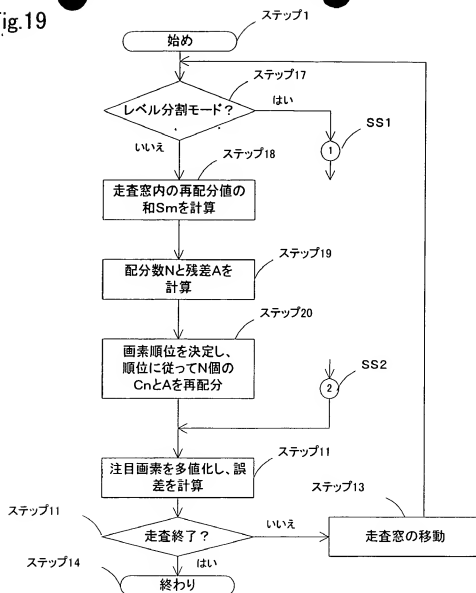 ig.19
ステップ1
始め
ステップ17
レベル分割モード？
はい
SS1
1
いいえ
ステップ18
走査窓内の再配分値の
和Smを計算
ステップ19
配分数Nと残差Aを
計算
ステップ20
画素順位を決定し、
順位に従ってN個の
CnとAを再配分
SS2
2
ステップ11
注目画素を多値化し、誤
差を計算
ステップ13
ステップ11
走査終了？
いいえ
走査窓の移動
はい
ステップ14
終わり